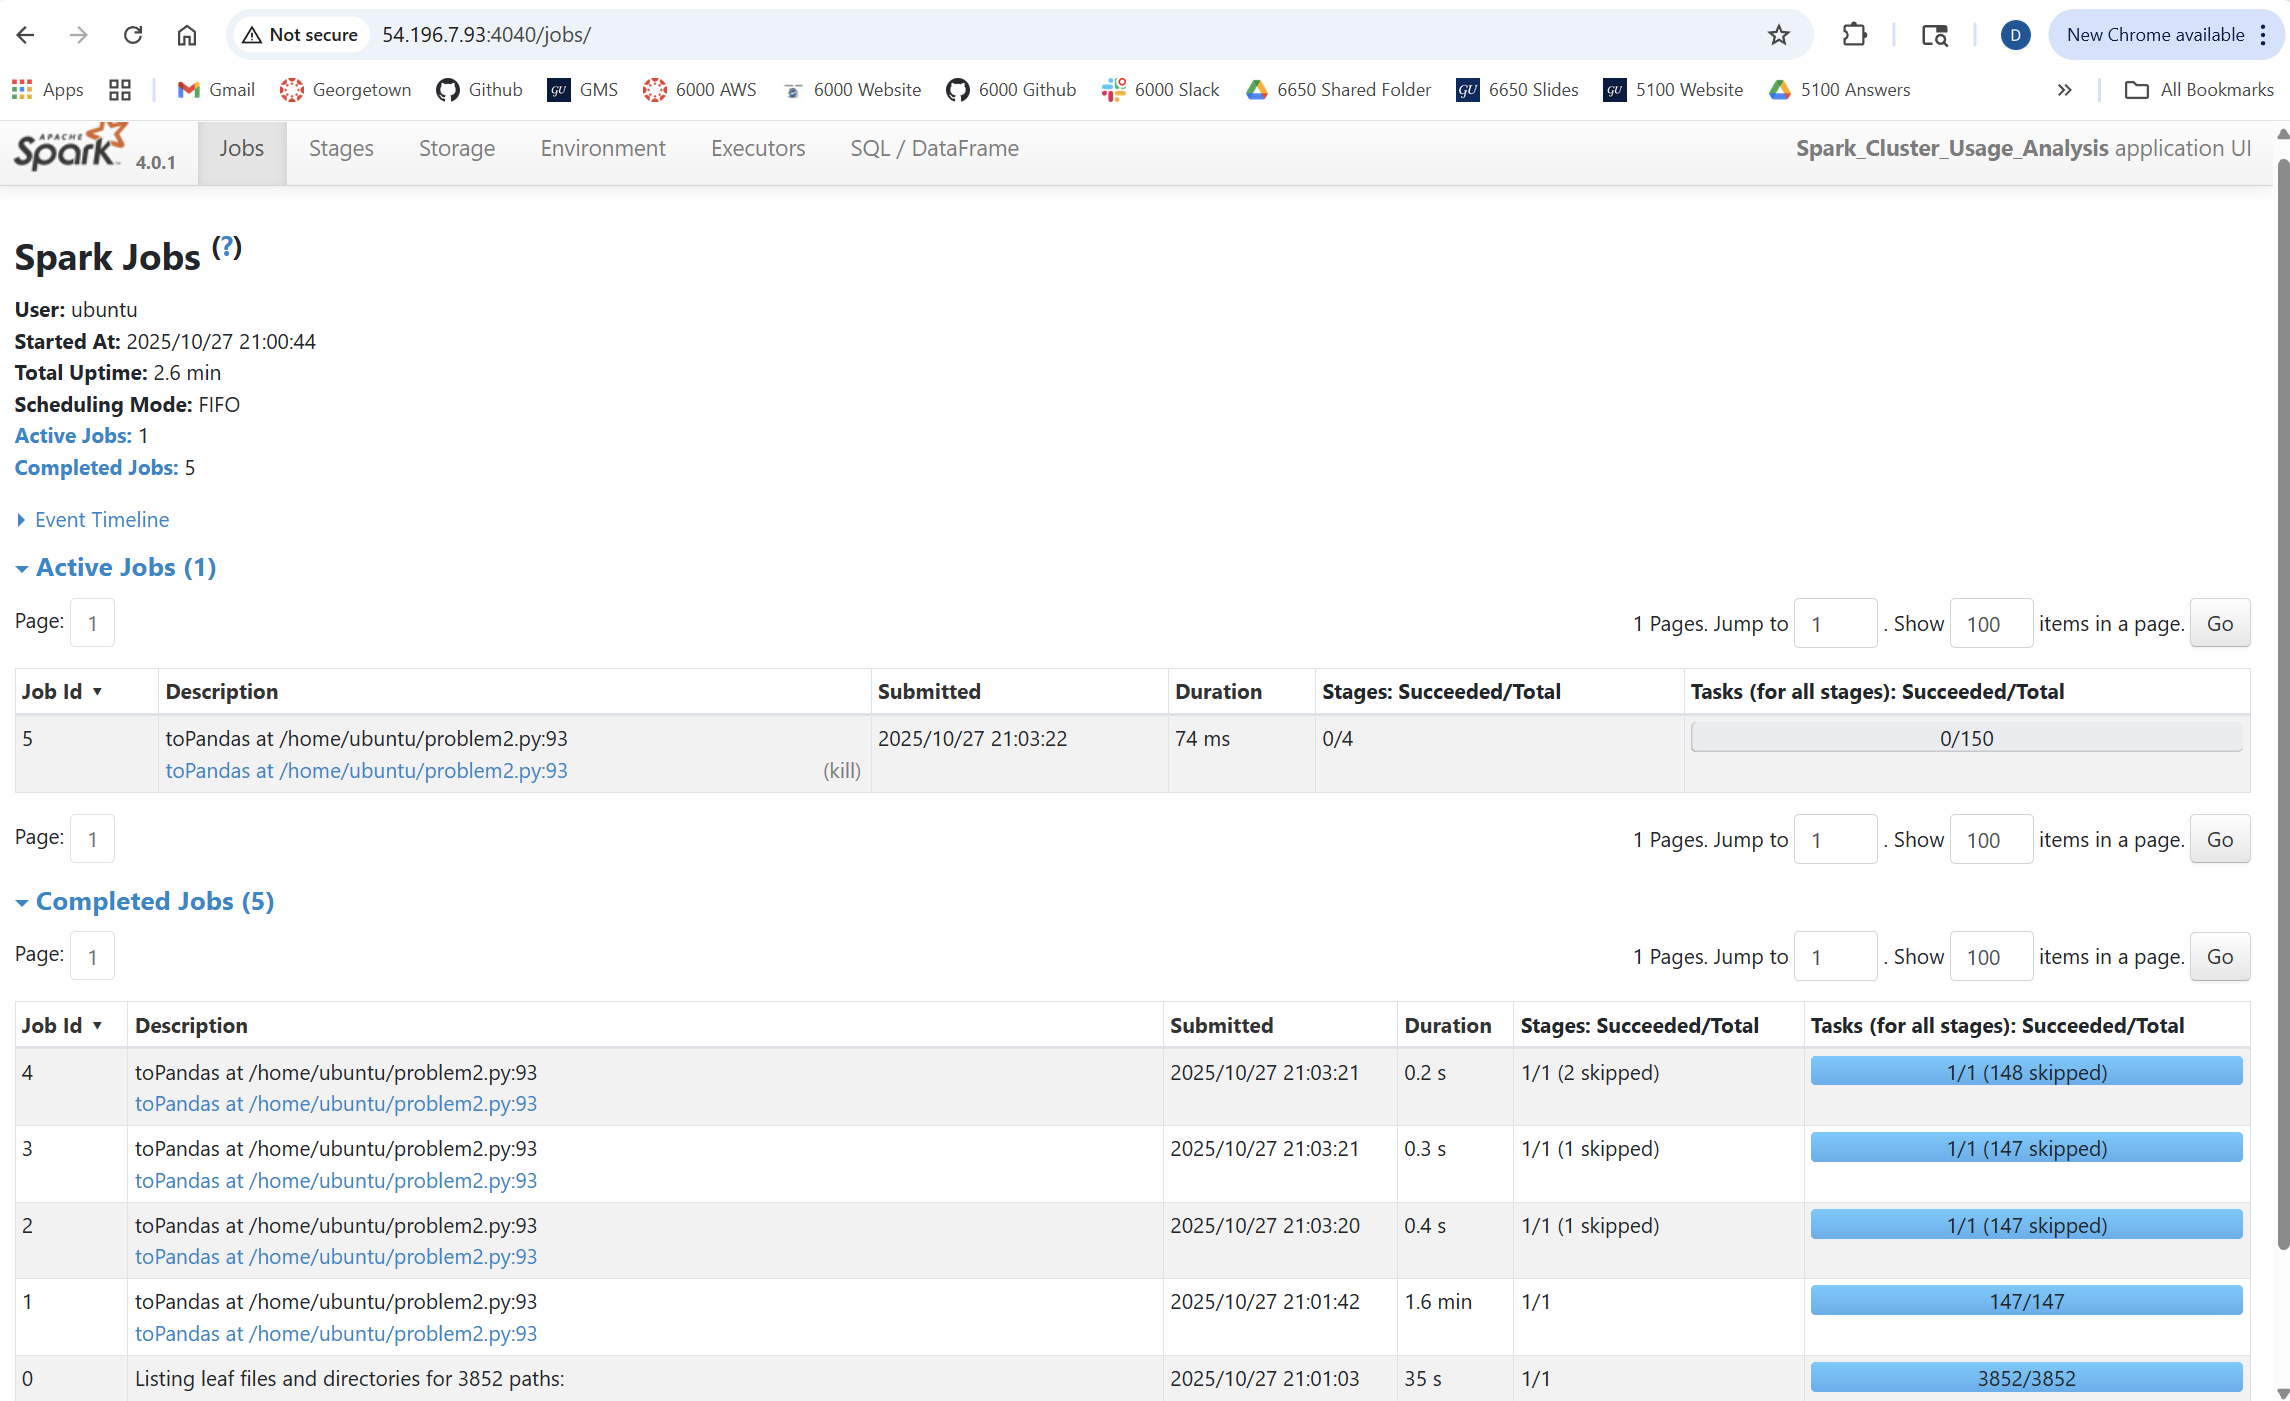 Not secure 54.196.7.93:4040/jobs/ D New Chrome available
Apps Gmail Georgetown Github GU GMS 6000 AWS 6000 Website 6000 Github 6000 Slack 6650 Shared Folder GU 6650 Slides GU 5100 Website 5100 Answers » All Bookmarks
APACHE Spark 4.0.1 Jobs Stages Storage Environment Executors SQL / DataFrame Spark_Cluster_Usage_Analysis application UI
Spark Jobs (?)
User: ubuntu
Started At: 2025/10/27 21:00:44
Total Uptime: 2.6 min
Scheduling Mode: FIFO
Active Jobs: 1
Completed Jobs: 5
Event Timeline
Active Jobs (1)
Page: 1 1 Pages. Jump to 1 . Show 100 items in a page. Go
Job Id ▾ Description Submitted Duration Stages: Succeeded/Total Tasks (for all stages): Succeeded/Total
5 toPandas at /home/ubuntu/problem2.py:93 2025/10/27 21:03:22 74 ms 0/4 0/150
toPandas at /home/ubuntu/problem2.py:93 (kill)
Page: 1 1 Pages. Jump to 1 . Show 100 items in a page. Go
Completed Jobs (5)
Page: 1 1 Pages. Jump to 1 . Show 100 items in a page. Go
Job Id ▾ Description Submitted Duration Stages: Succeeded/Total Tasks (for all stages): Succeeded/Total
4 toPandas at /home/ubuntu/problem2.py:93 2025/10/27 21:03:21 0.2 s 1/1 (2 skipped) 1/1 (148 skipped)
toPandas at /home/ubuntu/problem2.py:93
3 toPandas at /home/ubuntu/problem2.py:93 2025/10/27 21:03:21 0.3 s 1/1 (1 skipped) 1/1 (147 skipped)
toPandas at /home/ubuntu/problem2.py:93
2 toPandas at /home/ubuntu/problem2.py:93 2025/10/27 21:03:20 0.4 s 1/1 (1 skipped) 1/1 (147 skipped)
toPandas at /home/ubuntu/problem2.py:93
1 toPandas at /home/ubuntu/problem2.py:93 2025/10/27 21:01:42 1.6 min 1/1 147/147
toPandas at /home/ubuntu/problem2.py:93
0 Listing leaf files and directories for 3852 paths: 2025/10/27 21:01:03 35 s 1/1 3852/3852